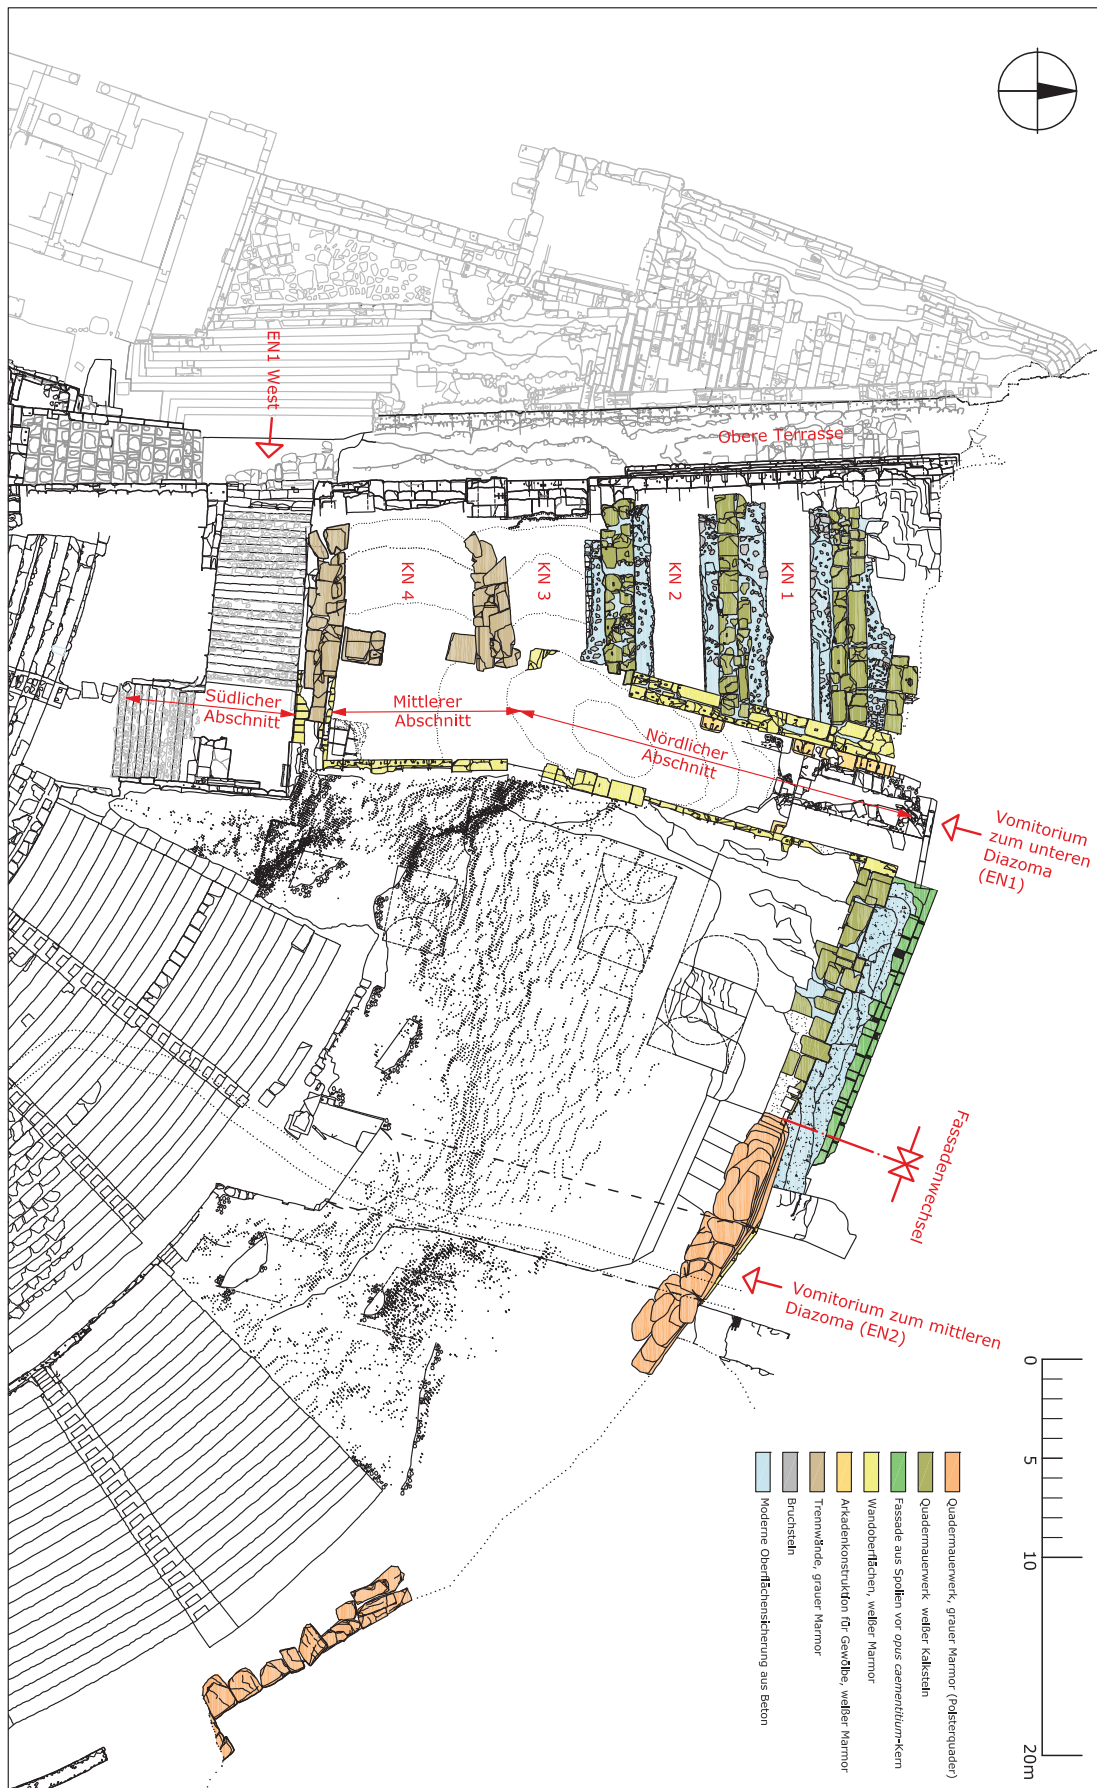 EN1 West
Obere Terrasse
KN 4
KN 3
KN 2
KN 1
Südlicher
Abschnitt
Mittlerer
Abschnitt
Nördlicher
Abschnitt
Vomitorium
zum unteren
Diazoma
(EN1)
Fassadenwechsel
Vomitorium zum mittleren
Diazoma (EN2)
0
5
10
20m
Quadermauerwerk, grauer Marmor (Polsterquader)
Quadermauerwerk weißer Kalkstein
Fassade aus Spolien vor opus caementitium-Kern
Wandoberflächen, weißer Marmor
Arkadenkonstruktion für Gewölbe, weißer Marmor
Trennwände, grauer Marmor
Bruchstein
Moderne Oberflächensicherung aus Beton